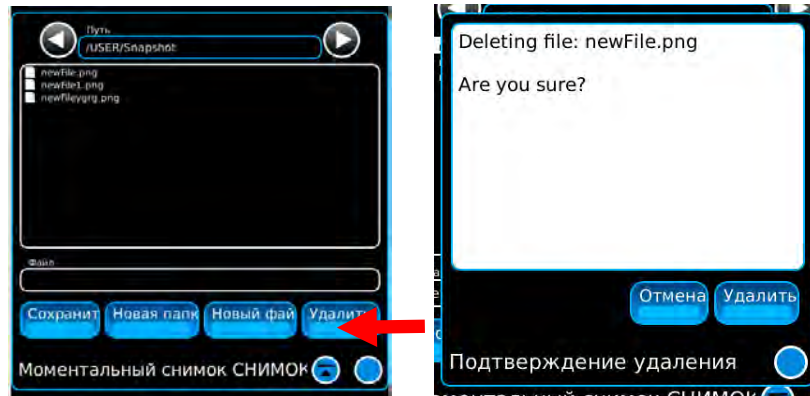 Путь
/USER/Snapshot
newFile.png
newFile1.png
newFileygrg.png
Файл
Сохранит Новая папк Новый фай Удалить
Моментальный снимок СНИМОК
Deleting file: newFile.png
Are you sure?
Отмена Удалить
Подтверждение удаления